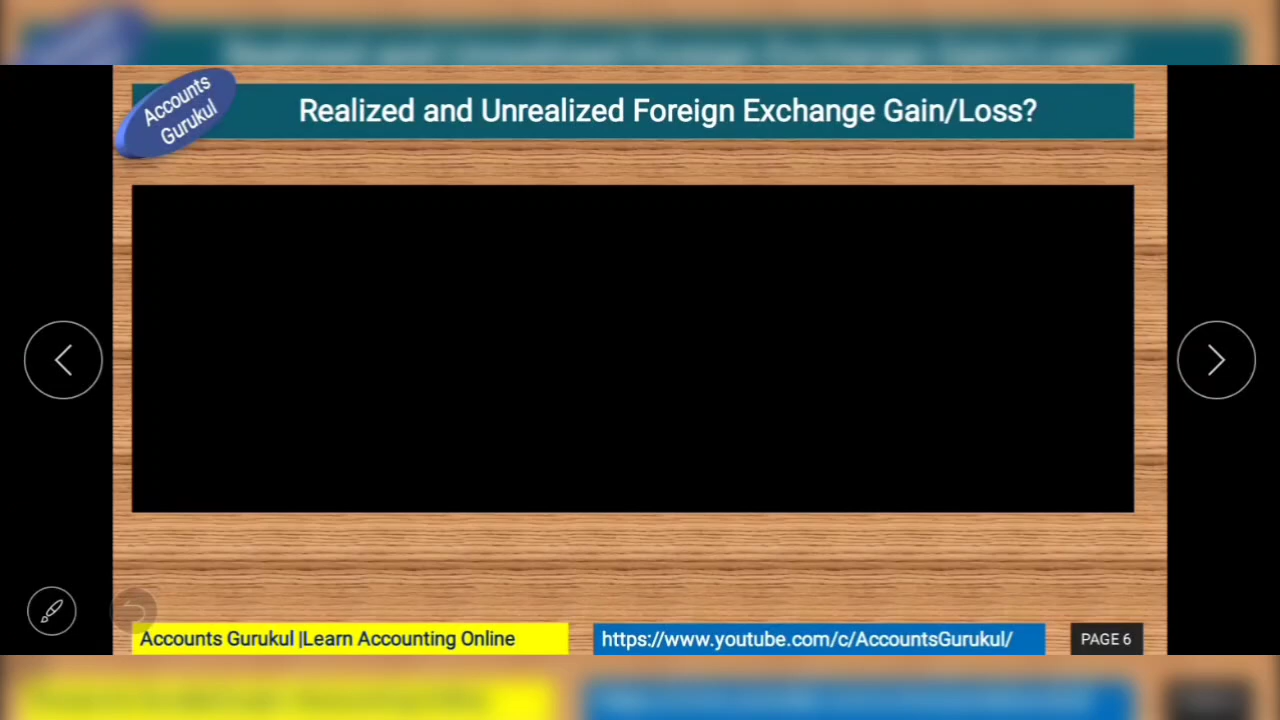 Accounts
Gurukul
Realized and Unrealized Foreign Exchange Gain/Loss?
Accounts Gurukul |Learn Accounting Online
https://www.youtube.com/c/AccountsGurukul/
PAGE 6